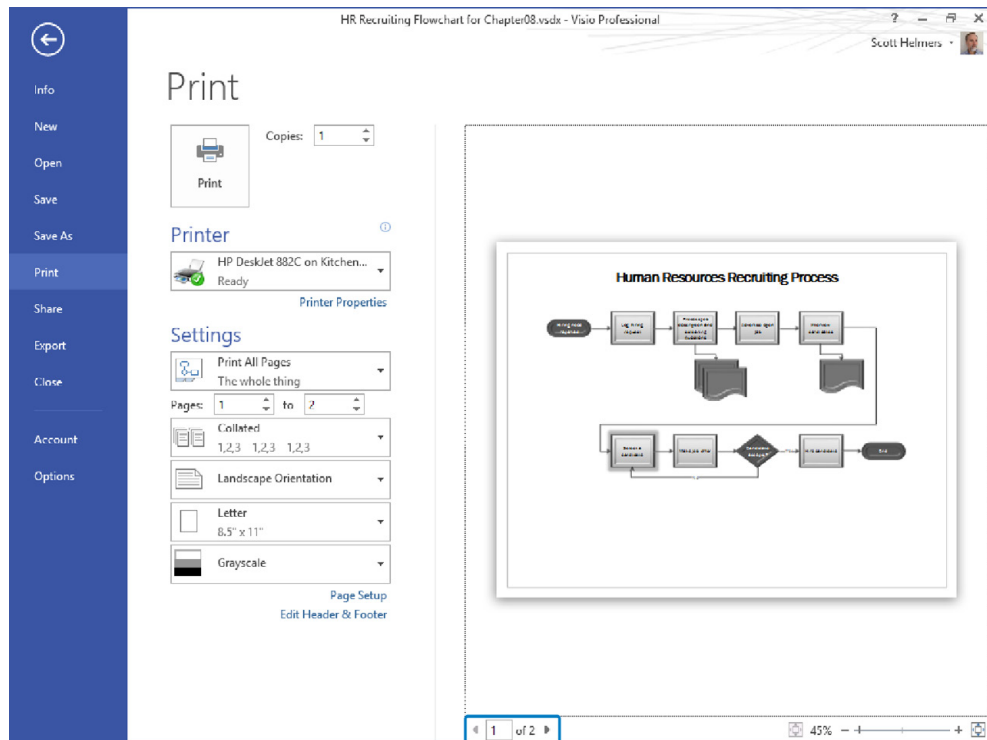 HR Recruiting Flowchart for Chapter08.vsdx - Visio Professional
?
Scott Helmers
Info
New
Open
Save
Save As
Print
Share
Export
Close
Account
Options
Print
Copies: 1
Print
Printer
HP DeskJet 882C on Kitchen...
Ready
Printer Properties
Settings
Print All Pages
The whole thing
Pages: 1 to 2
Collated
1,2,3 1,2,3 1,2,3
Landscape Orientation
Letter
8.5" x 11"
Grayscale
Page Setup
Edit Header & Footer
Human Resources Recruiting Process
1 of 2
45%